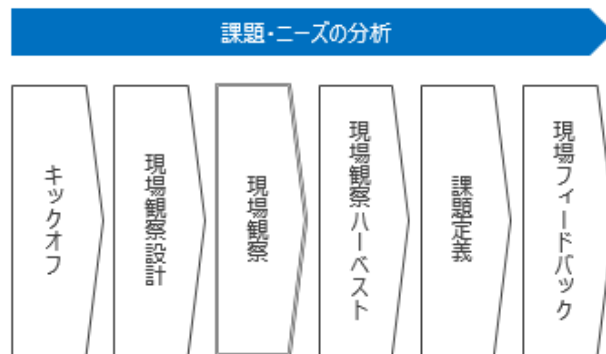 課題・ニーズの分析
キックオフ
現場観察設計
現場観察
現場観察ハーベスト
課題定義
現場フィードバック